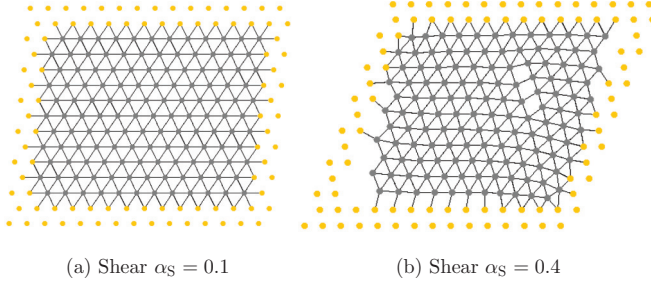 (a) Shear αS = 0.1
(b) Shear αS = 0.4